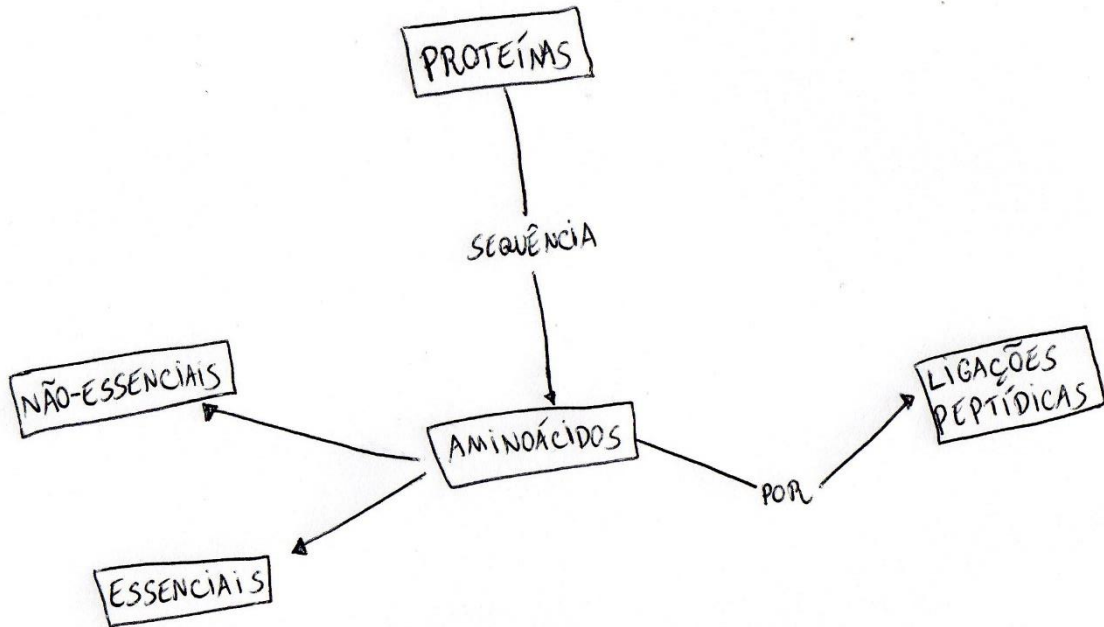 PROTEÍNAS
SEQUÊNCIA
NÃO-ESSENCIAIS
AMINOÁCIDOS
LIGAÇÕES
PEPTÍDICAS
POR
ESSENCIAIS